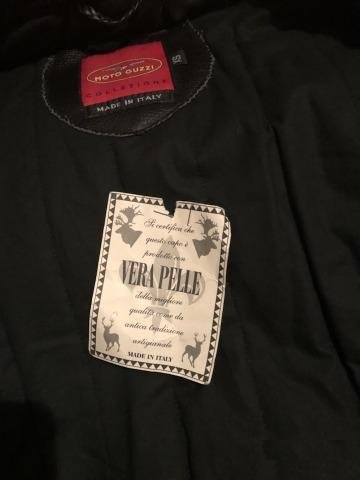 MOTO GUZZI
COLLEZIONE
MADE IN ITALY
S
Si certifica che
questo capo è
prodotto con
VERA PELLE
della migliore
qualità come da
antica tradizione
artigianale
MADE IN ITALY